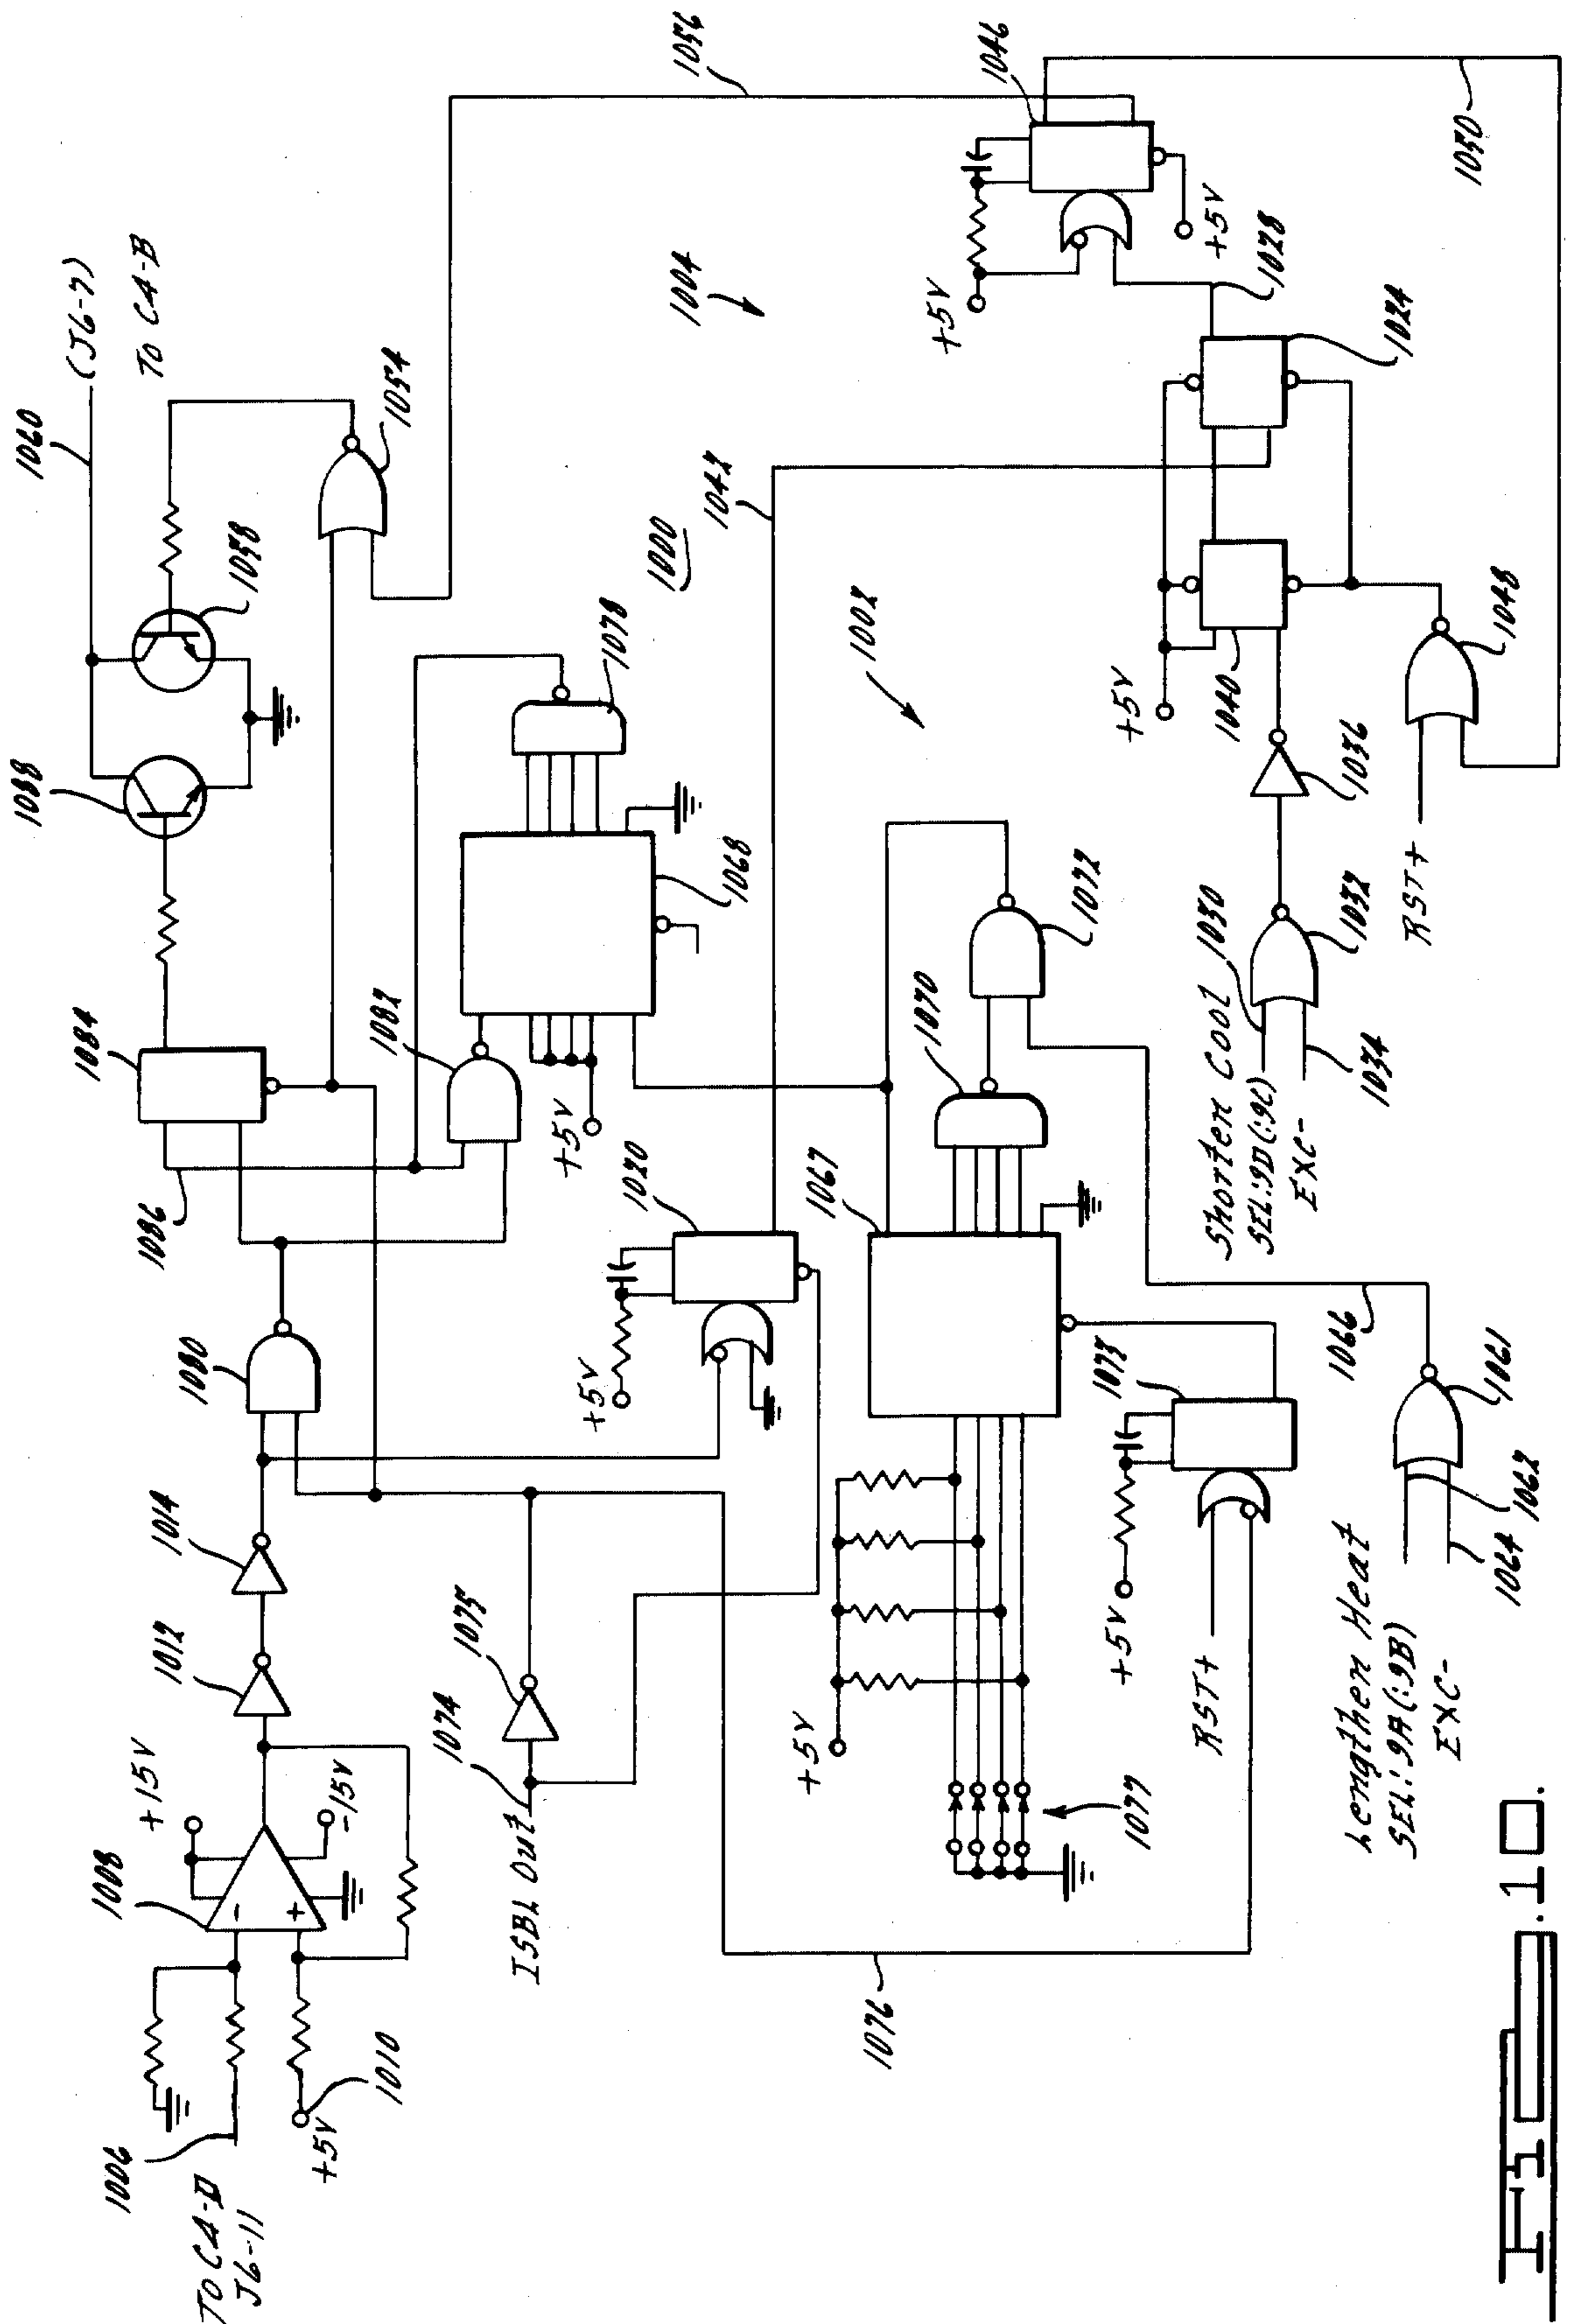 1060
(J6-7)
TO C4-B
1056
1088
1058
1054
1046
+5V
1004
+5V
1028
1084
1078
1000
1042
1024
1086
1082
1068
1002
+5V
1040
1050
1080
1020
+5V
1072
1036
1048
+5V
1067
1070
Shorten Cool
SEL:9D(:9C)
EXC-
1030
1032
1034
RST+
1014
1012
1075
1074
ISBL Out
+5V
1073
1066
+5V
RST+
1061
1062
1064
Lengthen Heat
SEL:9A(:9B)
EXC-
+15V
-15V
1008
1077
1076
1006
1010
+5V
TO C4-D
J6-11
Fig.10.